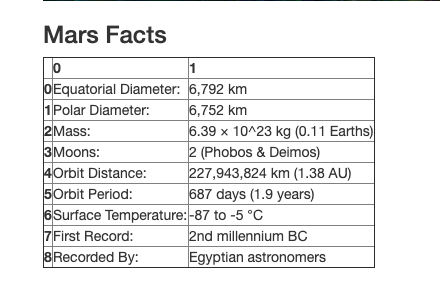 Mars Facts
0 1
0 Equatorial Diameter: 6,792 km
1 Polar Diameter: 6,752 km
2 Mass: 6.39 × 10^23 kg (0.11 Earths)
3 Moons: 2 (Phobos & Deimos)
4 Orbit Distance: 227,943,824 km (1.38 AU)
5 Orbit Period: 687 days (1.9 years)
6 Surface Temperature: -87 to -5 °C
7 First Record: 2nd millennium BC
8 Recorded By: Egyptian astronomers